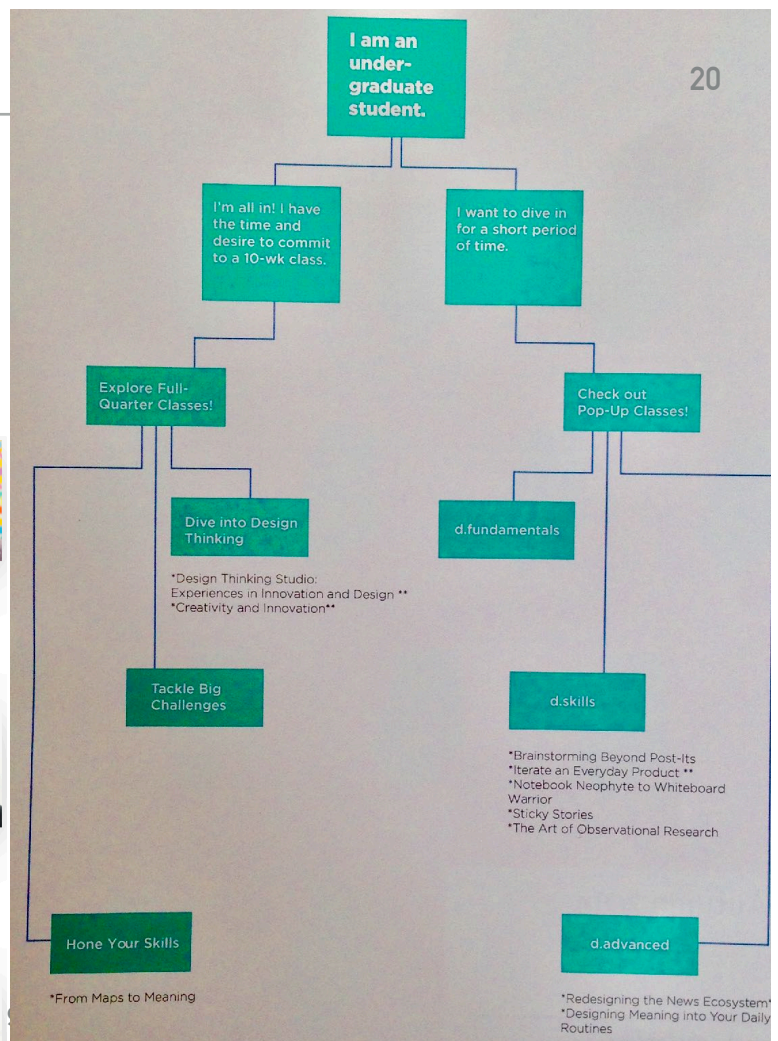 I am an
under-
graduate
student.
20
I'm all in! I have
the time and
desire to commit
to a 10-wk class.
I want to dive in
for a short period
of time.
Explore Full-
Quarter Classes!
Check out
Pop-Up Classes!
Dive into Design
Thinking
d.fundamentals
*Design Thinking Studio:
Experiences in Innovation and Design **
*Creativity and Innovation**
Tackle Big
Challenges
d.skills
*Brainstorming Beyond Post-Its
*Iterate an Everyday Product **
*Notebook Neophyte to Whiteboard
Warrior
*Sticky Stories
*The Art of Observational Research
Hone Your Skills
d.advanced
*From Maps to Meaning
*Redesigning the News Ecosystem*
*Designing Meaning into Your Daily
Routines